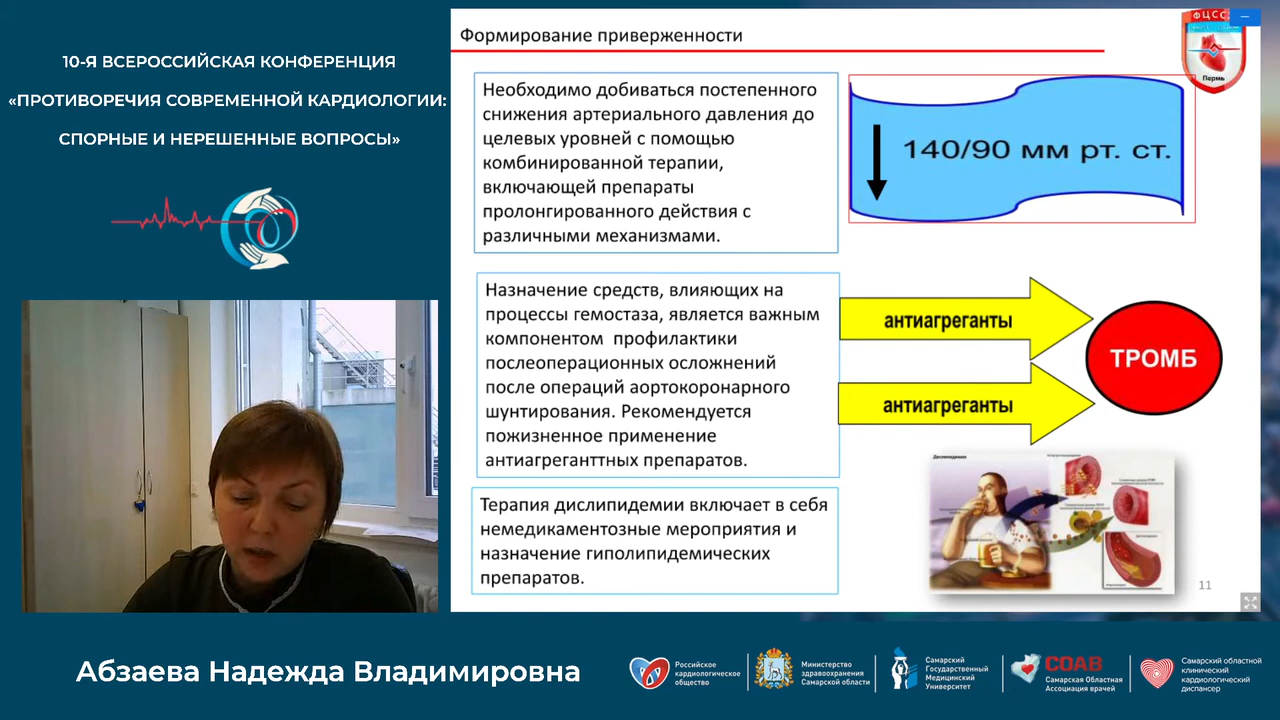 10-Я ВСЕРОССИЙСКАЯ КОНФЕРЕНЦИЯ
«ПРОТИВОРЕЧИЯ СОВРЕМЕННОЙ КАРДИОЛОГИИ:
СПОРНЫЕ И НЕРЕШЕННЫЕ ВОПРОСЫ»
Формирование приверженности
ФЦСС
Пермь
Необходимо добиваться постепенного
снижения артериального давления до
целевых уровней с помощью
комбинированной терапии,
включающей препараты
пролонгированного действия с
различными механизмами.
140/90 мм рт. ст.
Назначение средств, влияющих на
процессы гемостаза, является важным
компонентом профилактики
послеоперационных осложнений
после операций аортокоронарного
шунтирования. Рекомендуется
пожизненное применение
антиагреганттных препаратов.
антиагреганты
антиагреганты
ТРОМБ
Терапия дислипидемии включает в себя
немедикаментозные мероприятия и
назначение гиполипидемических
препаратов.
Дислипидемия
11
Абзаева Надежда Владимировна
Российское
кардиологическое
общество
Министерство
здравоохранения
Самарской области
Самарский
Государственный
Медицинский
Университет
СОАВ
Самарская Областная
Ассоциация врачей
Самарский областной
клинический
кардиологический
диспансер